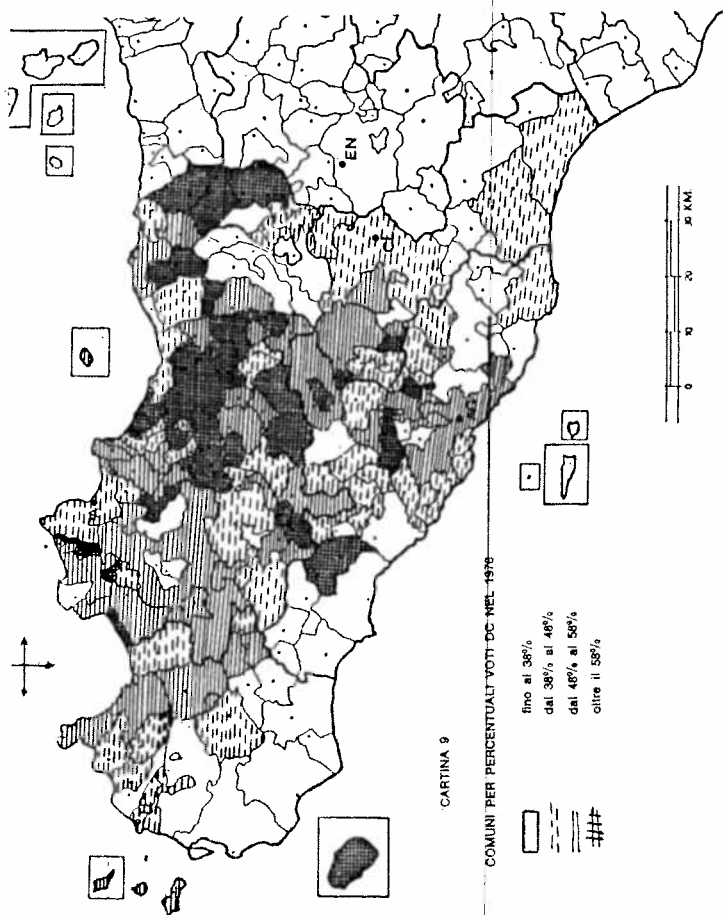 EN
CL
30 KM.
20
10
0
CARTINA 9
COMUNI PER PERCENTUALI VOTI DC NEL 1976
fino al 38%
dal 38% al 48%
dal 48% al 58%
oltre il 58%